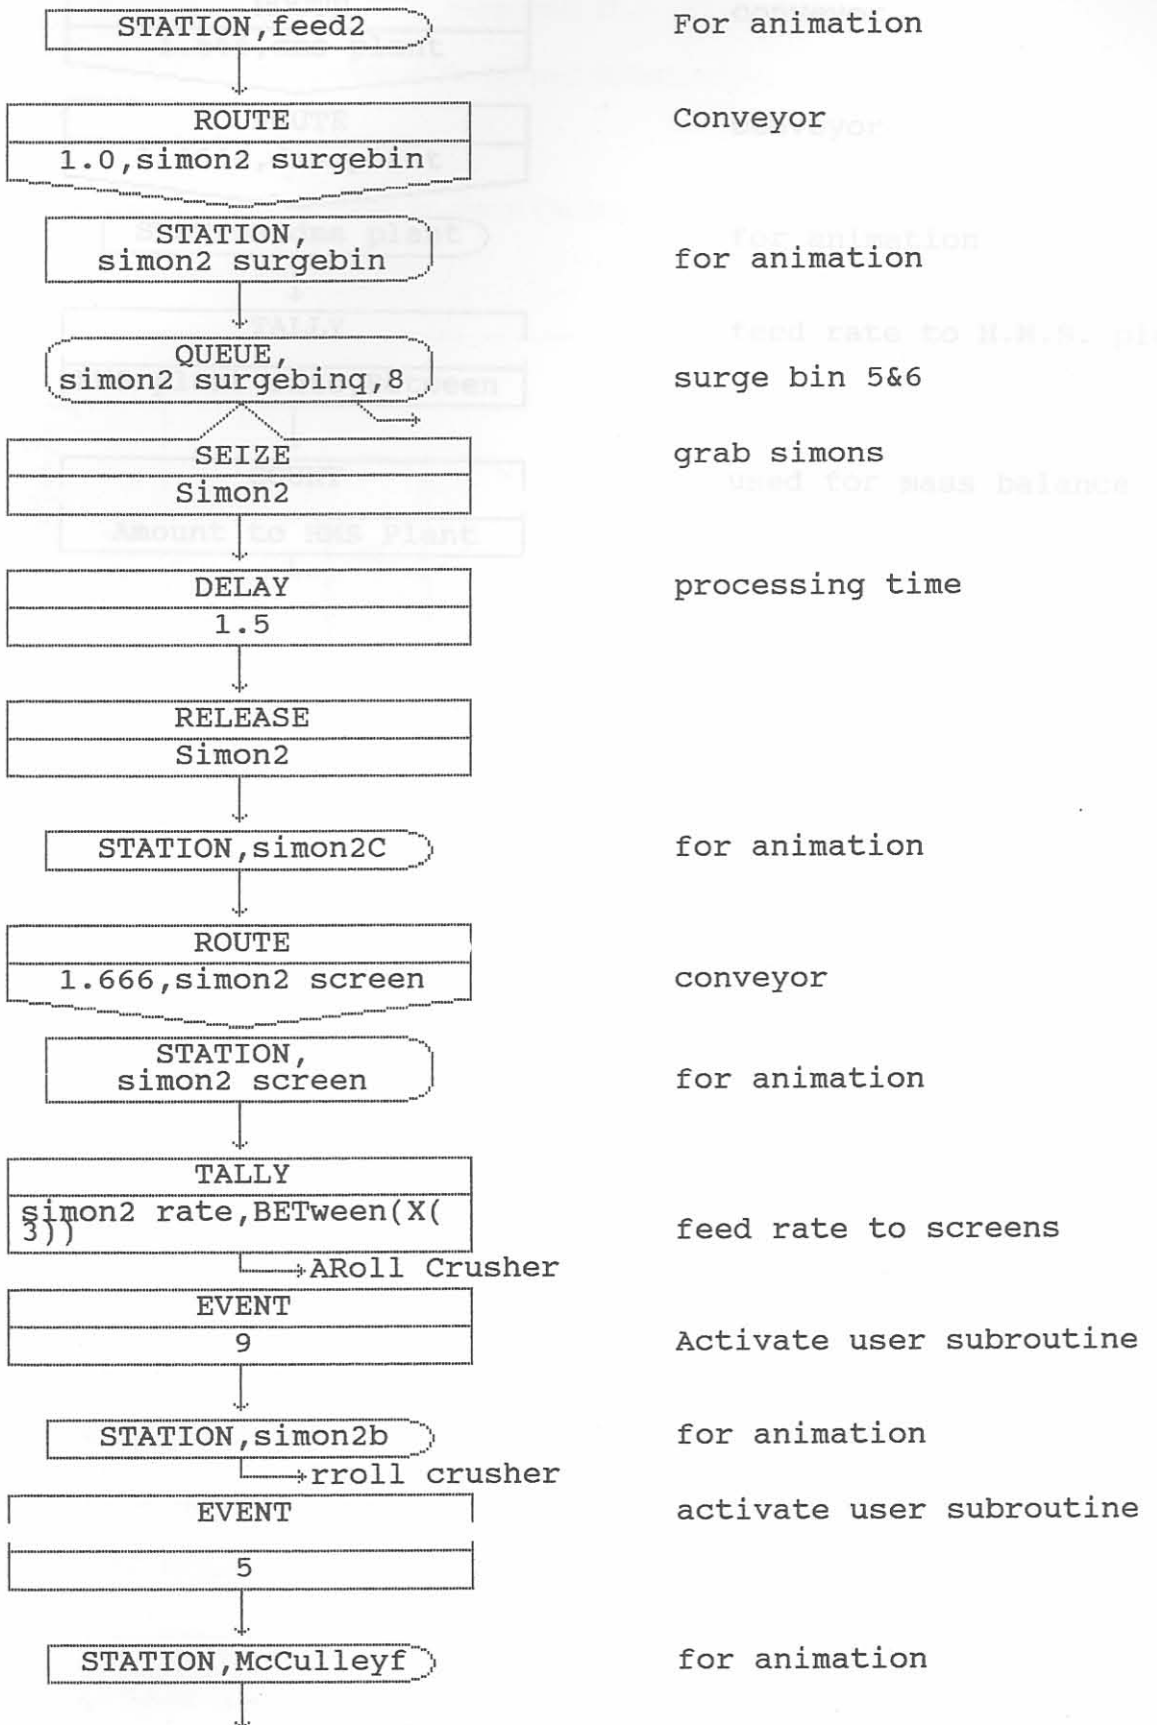 STATION,feed2 For animation
ROUTE Conveyor
1.0,simon2 surgebin
STATION,
simon2 surgebin for animation
QUEUE,
simon2 surgebinq,8 surge bin 5&6
SEIZE grab simons
Simon2
DELAY processing time
1.5
RELEASE
Simon2
STATION,simon2C for animation
ROUTE
1.666,simon2 screen conveyor
STATION,
simon2 screen for animation
TALLY
simon2 rate,BETween(X(
3)) feed rate to screens
ARoll Crusher
EVENT
9 Activate user subroutine
STATION,simon2b for animation
rroll crusher
EVENT activate user subroutine
5
STATION,McCulleyf for animation